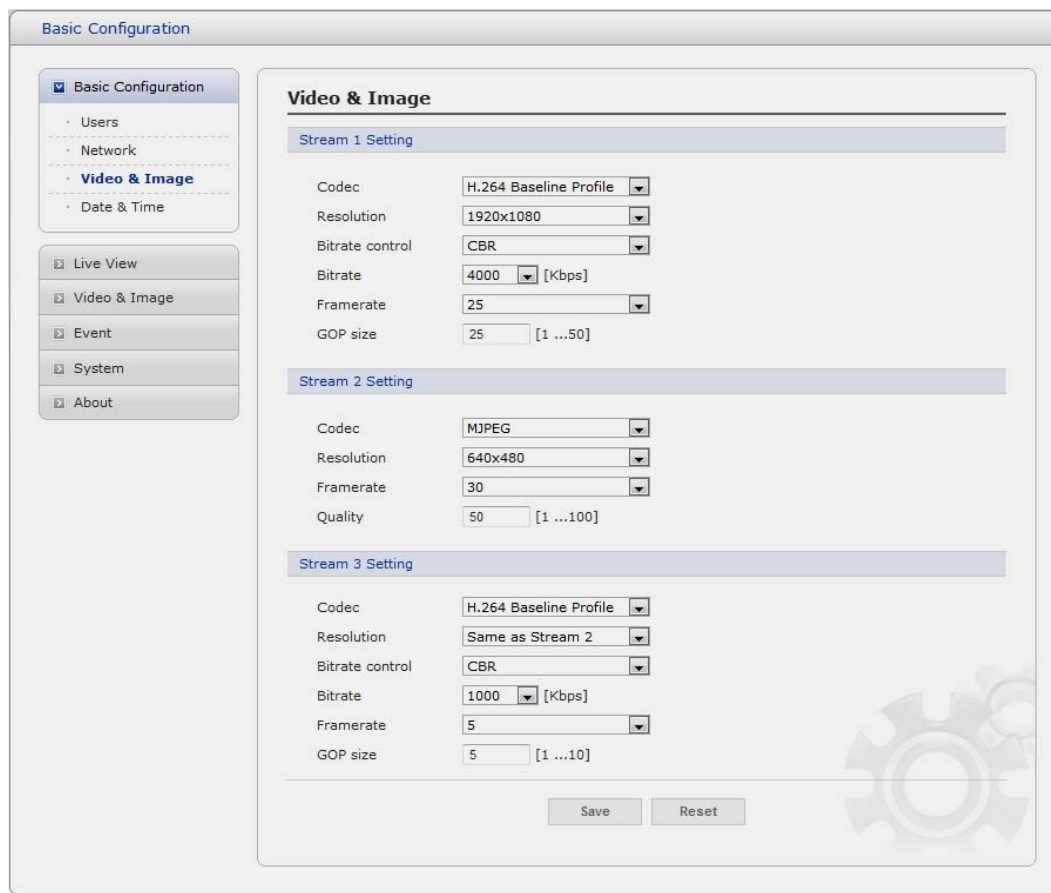 Basic Configuration
Basic Configuration
Users
Network
Video & Image
Date & Time
Live View
Video & Image
Event
System
About
Video & Image
Stream 1 Setting
Codec H.264 Baseline Profile
Resolution 1920x1080
Bitrate control CBR
Bitrate 4000 [Kbps]
Framerate 25
GOP size 25 [1 ...50]
Stream 2 Setting
Codec MJPEG
Resolution 640x480
Framerate 30
Quality 50 [1 ...100]
Stream 3 Setting
Codec H.264 Baseline Profile
Resolution Same as Stream 2
Bitrate control CBR
Bitrate 1000 [Kbps]
Framerate 5
GOP size 5 [1 ...10]
Save Reset